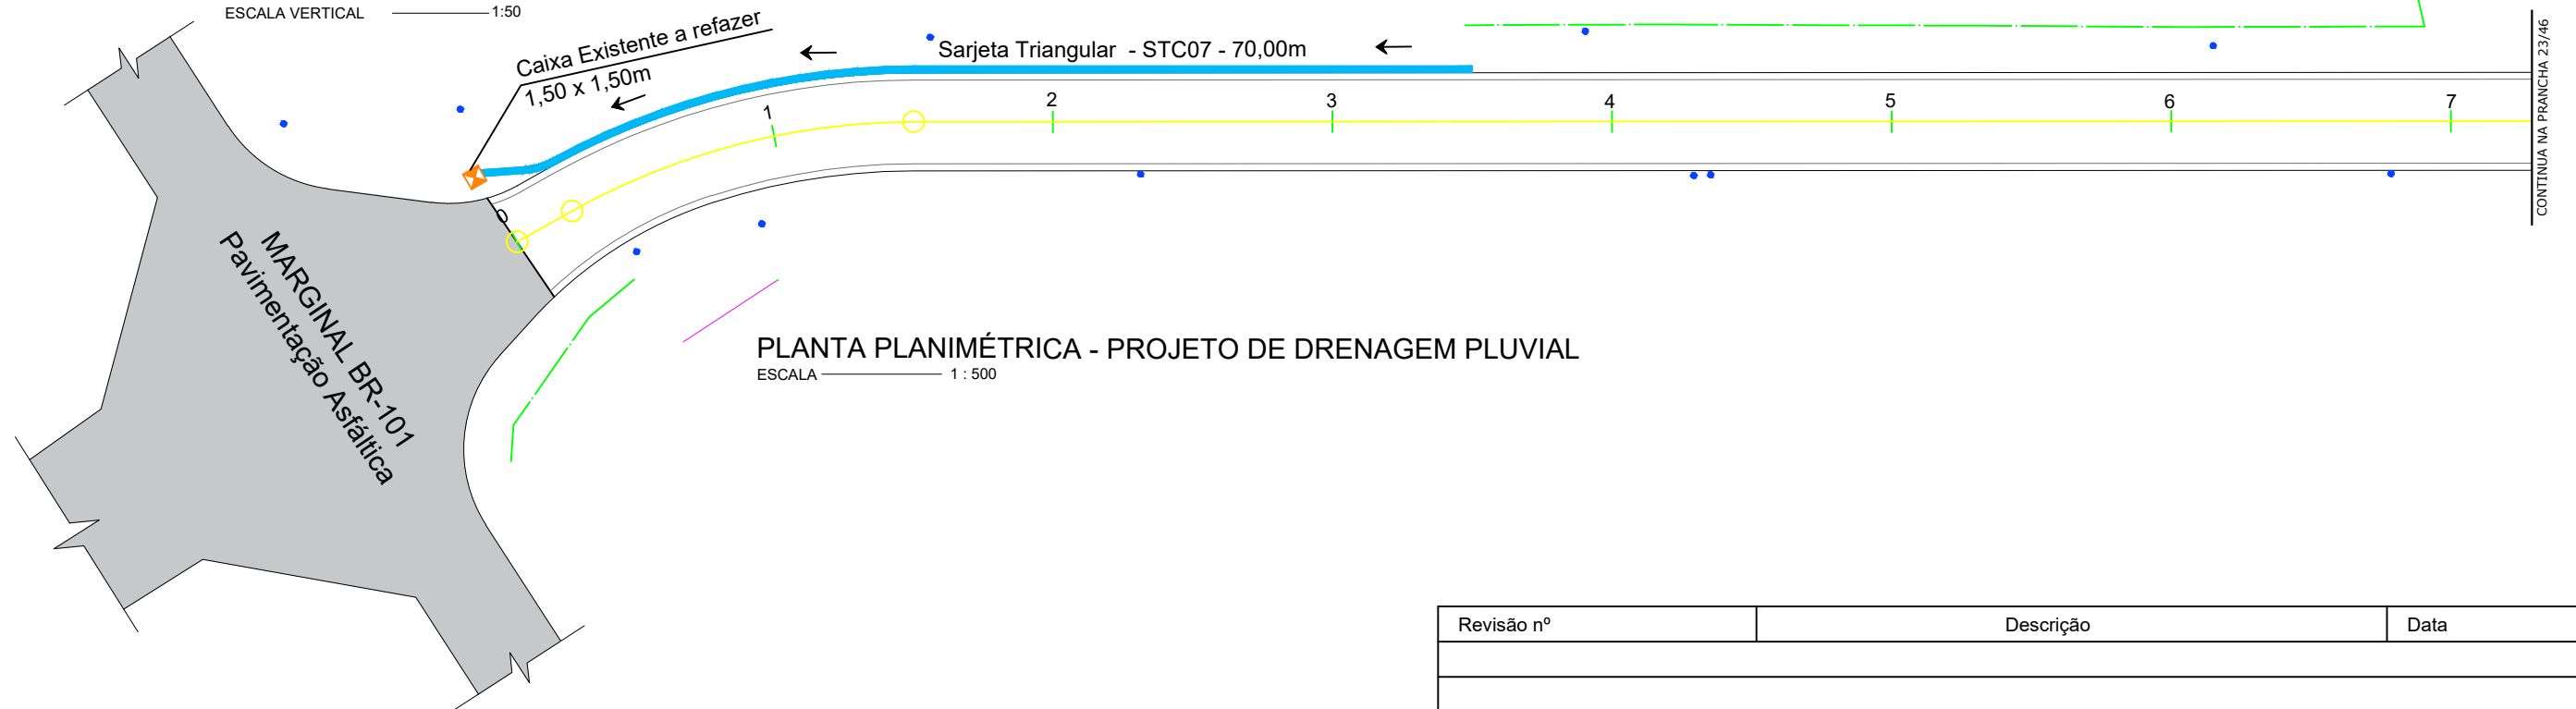 ESCALA VERTICAL 1:50
Caixa Existente a refazer
1,50 x 1,50m
Sarjeta Triangular - STC07 - 70,00m
CONTINUA NA PRANCHA 23/46
0
1
2
3
4
5
6
7
MARGINAL BR-101
Pavimentação Asfáltica
PLANTA PLANIMÉTRICA - PROJETO DE DRENAGEM PLUVIAL
ESCALA 1 : 500
Revisão nº Descrição Data